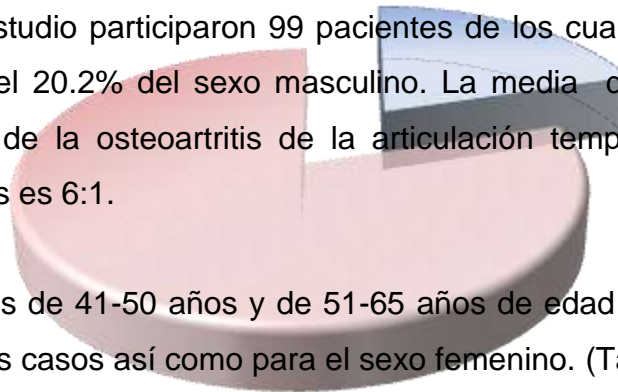 studio participaron 99 pacientes de los cua
el 20.2% del sexo masculino. La media
de la osteoartritis de la articulación temp
s es 6:1.
s de 41-50 años y de 51-65 años de edad
s casos así como para el sexo femenino. (Ta